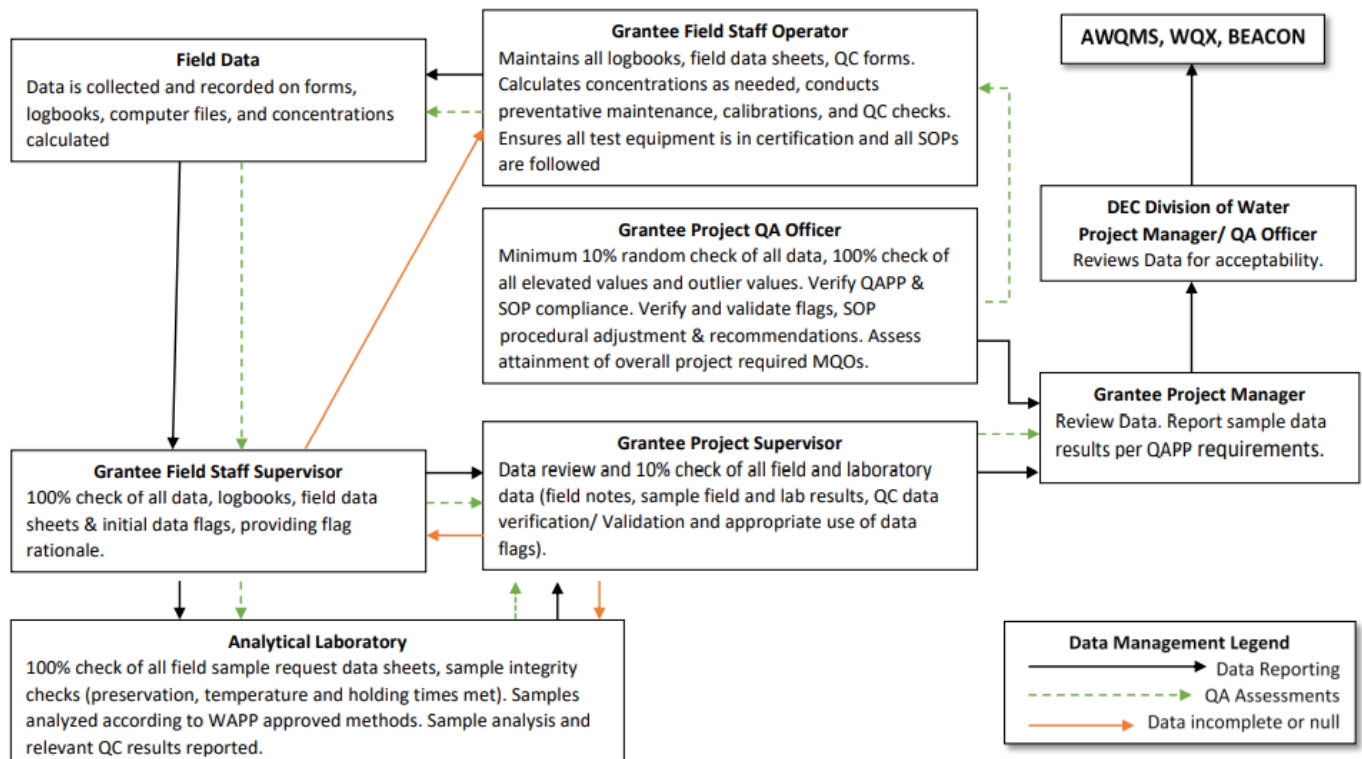 Field Data
Data is collected and recorded on forms,
logbooks, computer files, and concentrations
calculated
Grantee Field Staff Operator
Maintains all logbooks, field data sheets, QC forms.
Calculates concentrations as needed, conducts
preventative maintenance, calibrations, and QC checks.
Ensures all test equipment is in certification and all SOPs
are followed
AWQMS, WQX, BEACON
DEC Division of Water
Project Manager/ QA Officer
Reviews Data for acceptability.
Grantee Project QA Officer
Minimum 10% random check of all data, 100% check of
all elevated values and outlier values. Verify QAPP &
SOP compliance. Verify and validate flags, SOP
procedural adjustment & recommendations. Assess
attainment of overall project required MQOs.
Grantee Project Manager
Review Data. Report sample data
results per QAPP requirements.
Grantee Field Staff Supervisor
100% check of all data, logbooks, field data
sheets & initial data flags, providing flag
rationale.
Grantee Project Supervisor
Data review and 10% check of all field and laboratory
data (field notes, sample field and lab results, QC data
verification/ Validation and appropriate use of data
flags).
Analytical Laboratory
100% check of all field sample request data sheets, sample integrity
checks (preservation, temperature and holding times met). Samples
analyzed according to WAPP approved methods. Sample analysis and
relevant QC results reported.
Data Management Legend
Data Reporting
QA Assessments
Data incomplete or null